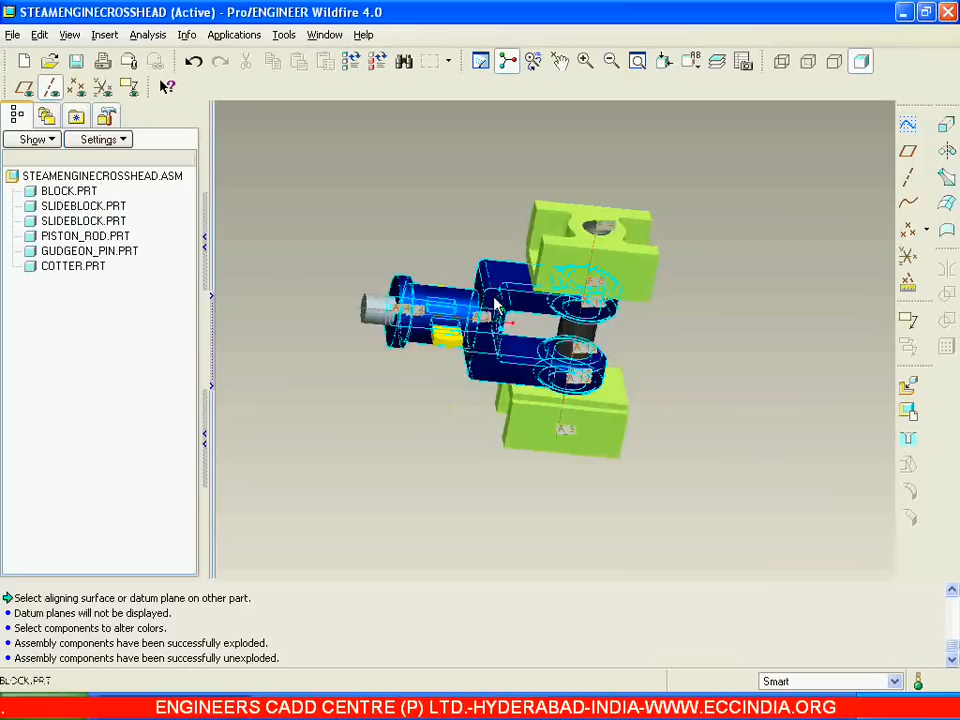 STEAMENGINECROSSHEAD (Active) - Pro/ENGINEER Wildfire 4.0
File Edit View Insert Analysis Info Applications Tools Window Help
Show Settings
STEAMENGINECROSSHEAD.ASM
BLOCK.PRT
SLIDEBLOCK.PRT
SLIDEBLOCK.PRT
PISTON_ROD.PRT
GUDGEON_PIN.PRT
COTTER.PRT
Select aligning surface or datum plane on other part.
Datum planes will not be displayed.
Select components to alter colors.
Assembly components have been successfully exploded.
Assembly components have been successfully unexploded.
BLOCK.PRT
Smart
. ENGINEERS CADD CENTRE (P) LTD.-HYDERABAD-INDIA-WWW.ECCINDIA.ORG